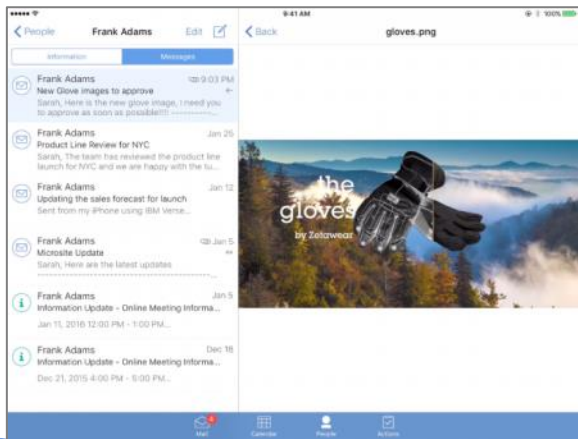 9:41 AM
100%
People
Frank Adams
Edit
Back
gloves.png
Information
Messages
Frank Adams
9:03 PM
New Glove images to approve
Sarah, Here is the new glove image, I need you
to approve as soon as possible!!!! -----------...
Frank Adams
Jan 25
Product Line Review for NYC
Sarah, The team has reviewed the product line
launch for NYC and we are happy with the tu...
Frank Adams
Jan 12
Updating the sales forecast for launch
Sent from my iPhone using IBM Verse...
Frank Adams
Jan 5
Microsite Update
Sarah, Here are the latest updates
Frank Adams
Jan 5
Information Update - Online Meeting Informa...
Jan 11, 2016 12:00 PM - 1:00 PM...
Frank Adams
Dec 18
Information Update - Online Meeting Informa...
Dec 21, 2015 4:00 PM - 5:00 PM...
the
gloves
by Zetawear
Mail
Calendar
People
Actions